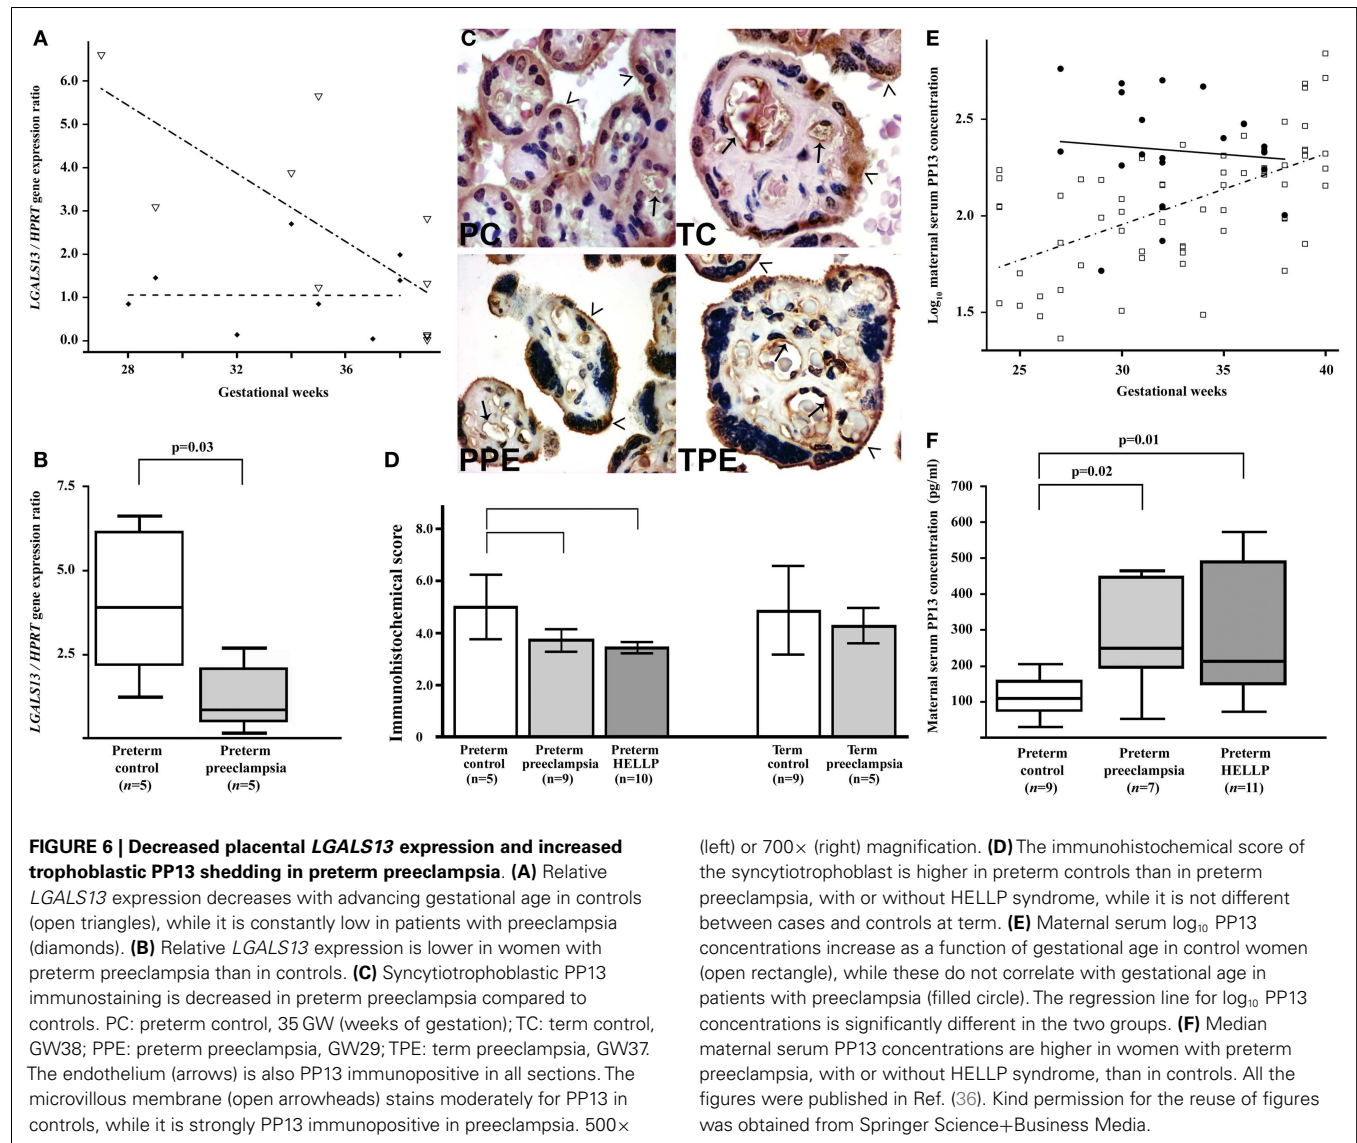 A
LGALS13 / HPRT gene expression ratio
6.0
5.0
4.0
3.0
2.0
1.0
0.0
28
32
36
Gestational weeks
B
LGALS13 / HPRT gene expression ratio
p=0.03
7.5
5.0
2.5
Preterm
control
(n=5)
Preterm
preeclampsia
(n=5)
C
PC
TC
PPE
TPE
D
Immunohistochemical score
8.0
6.0
4.0
2.0
0
Preterm
control
(n=5)
Preterm
preeclampsia
(n=9)
Preterm
HELLP
(n=10)
Term
control
(n=9)
Term
preeclampsia
(n=5)
E
Log₁₀ maternal serum PP13 concentration
2.5
2.0
1.5
25
30
35
40
Gestational weeks
F
Maternal serum PP13 concentration (pg/ml)
p=0.01
p=0.02
700
600
500
400
300
200
100
Preterm
control
(n=9)
Preterm
preeclampsia
(n=7)
Preterm
HELLP
(n=11)
FIGURE 6 | Decreased placental LGALS13 expression and increased
trophoblastic PP13 shedding in preterm preeclampsia. (A) Relative
LGALS13 expression decreases with advancing gestational age in controls
(open triangles), while it is constantly low in patients with preeclampsia
(diamonds). (B) Relative LGALS13 expression is lower in women with
preterm preeclampsia than in controls. (C) Syncytiotrophoblastic PP13
immunostaining is decreased in preterm preeclampsia compared to
controls. PC: preterm control, 35 GW (weeks of gestation); TC: term control,
GW38; PPE: preterm preeclampsia, GW29; TPE: term preeclampsia, GW37.
The endothelium (arrows) is also PP13 immunopositive in all sections. The
microvillous membrane (open arrowheads) stains moderately for PP13 in
controls, while it is strongly PP13 immunopositive in preeclampsia. 500×
(left) or 700× (right) magnification. (D) The immunohistochemical score of
the syncytiotrophoblast is higher in preterm controls than in preterm
preeclampsia, with or without HELLP syndrome, while it is not different
between cases and controls at term. (E) Maternal serum log₁₀ PP13
concentrations increase as a function of gestational age in control women
(open rectangle), while these do not correlate with gestational age in
patients with preeclampsia (filled circle). The regression line for log₁₀ PP13
concentrations is significantly different in the two groups. (F) Median
maternal serum PP13 concentrations are higher in women with preterm
preeclampsia, with or without HELLP syndrome, than in controls. All the
figures were published in Ref. (36). Kind permission for the reuse of figures
was obtained from Springer Science+Business Media.